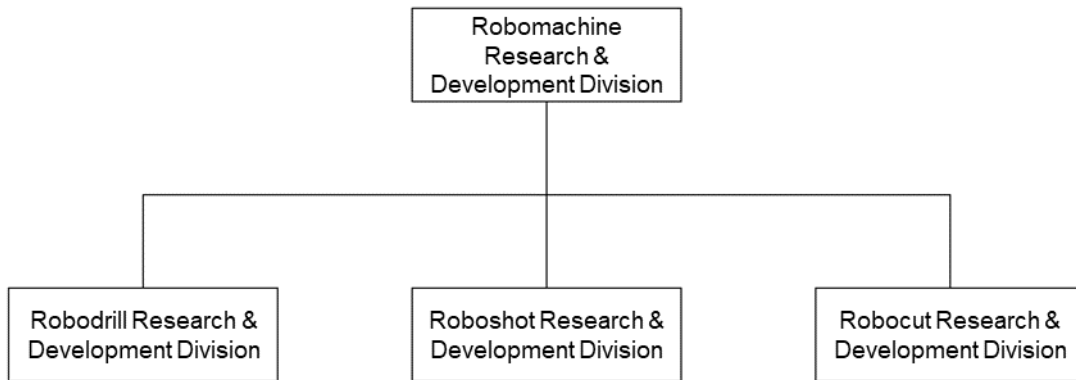 Robomachine
Research &
Development Division
Robodrill Research &
Development Division
Roboshot Research &
Development Division
Robocut Research &
Development Division